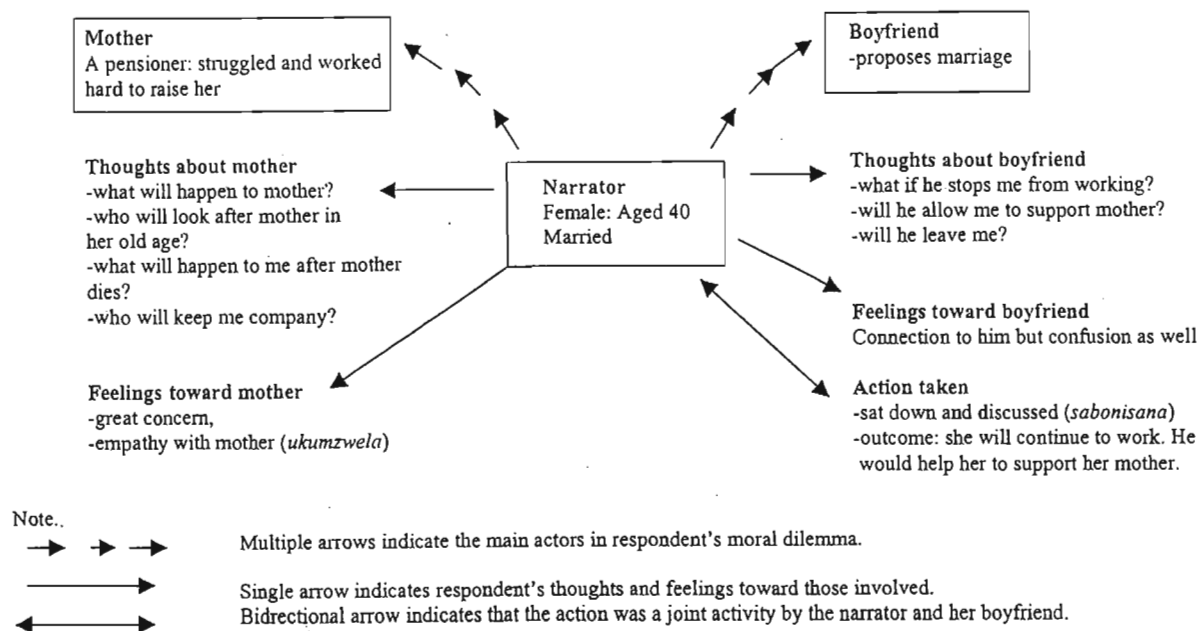 Mother
A pensioner: struggled and worked
hard to raise her
Boyfriend
-proposes marriage
Thoughts about mother
-what will happen to mother?
-who will look after mother in
her old age?
-what will happen to me after mother
dies?
-who will keep me company?
Narrator
Female: Aged 40
Married
Thoughts about boyfriend
-what if he stops me from working?
-will he allow me to support mother?
-will he leave me?
Feelings toward boyfriend
Connection to him but confusion as well
Feelings toward mother
-great concern,
-empathy with mother (ukumzwela)
Action taken
-sat down and discussed (sabonisana)
-outcome: she will continue to work. He
would help her to support her mother.
Note..
Multiple arrows indicate the main actors in respondent's moral dilemma.
Single arrow indicates respondent's thoughts and feelings toward those involved.
Bidrectional arrow indicates that the action was a joint activity by the narrator and her boyfriend.